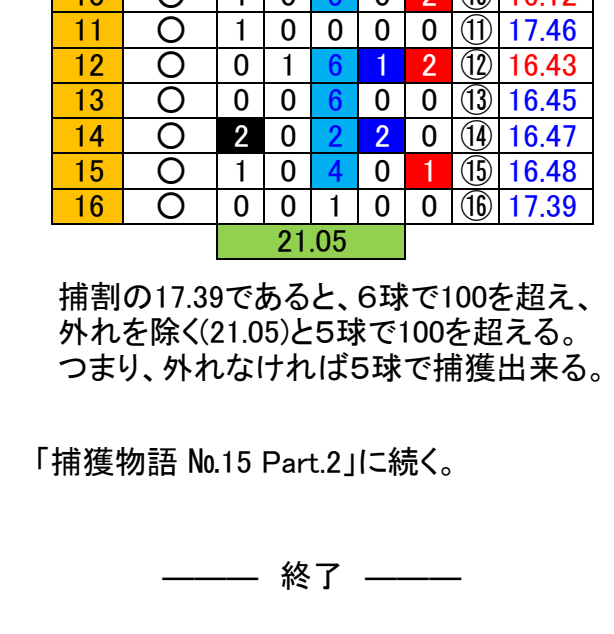 11 〇 1 0 0 0 0 ⑪ 17.46
12 〇 0 1 6 1 2 ⑫ 16.43
13 〇 0 0 6 0 0 ⑬ 16.45
14 〇 2 0 2 2 0 ⑭ 16.47
15 〇 1 0 4 0 1 ⑮ 16.48
16 〇 0 0 1 0 0 ⑯ 17.39
21.05
捕割の17.39であると、６球で100を超え、
外れを除く(21.05)と５球で100を超える。
つまり、外れなければ５球で捕獲出来る。
「捕獲物語 №15 Part.2」に続く。
――― 終了 ―――